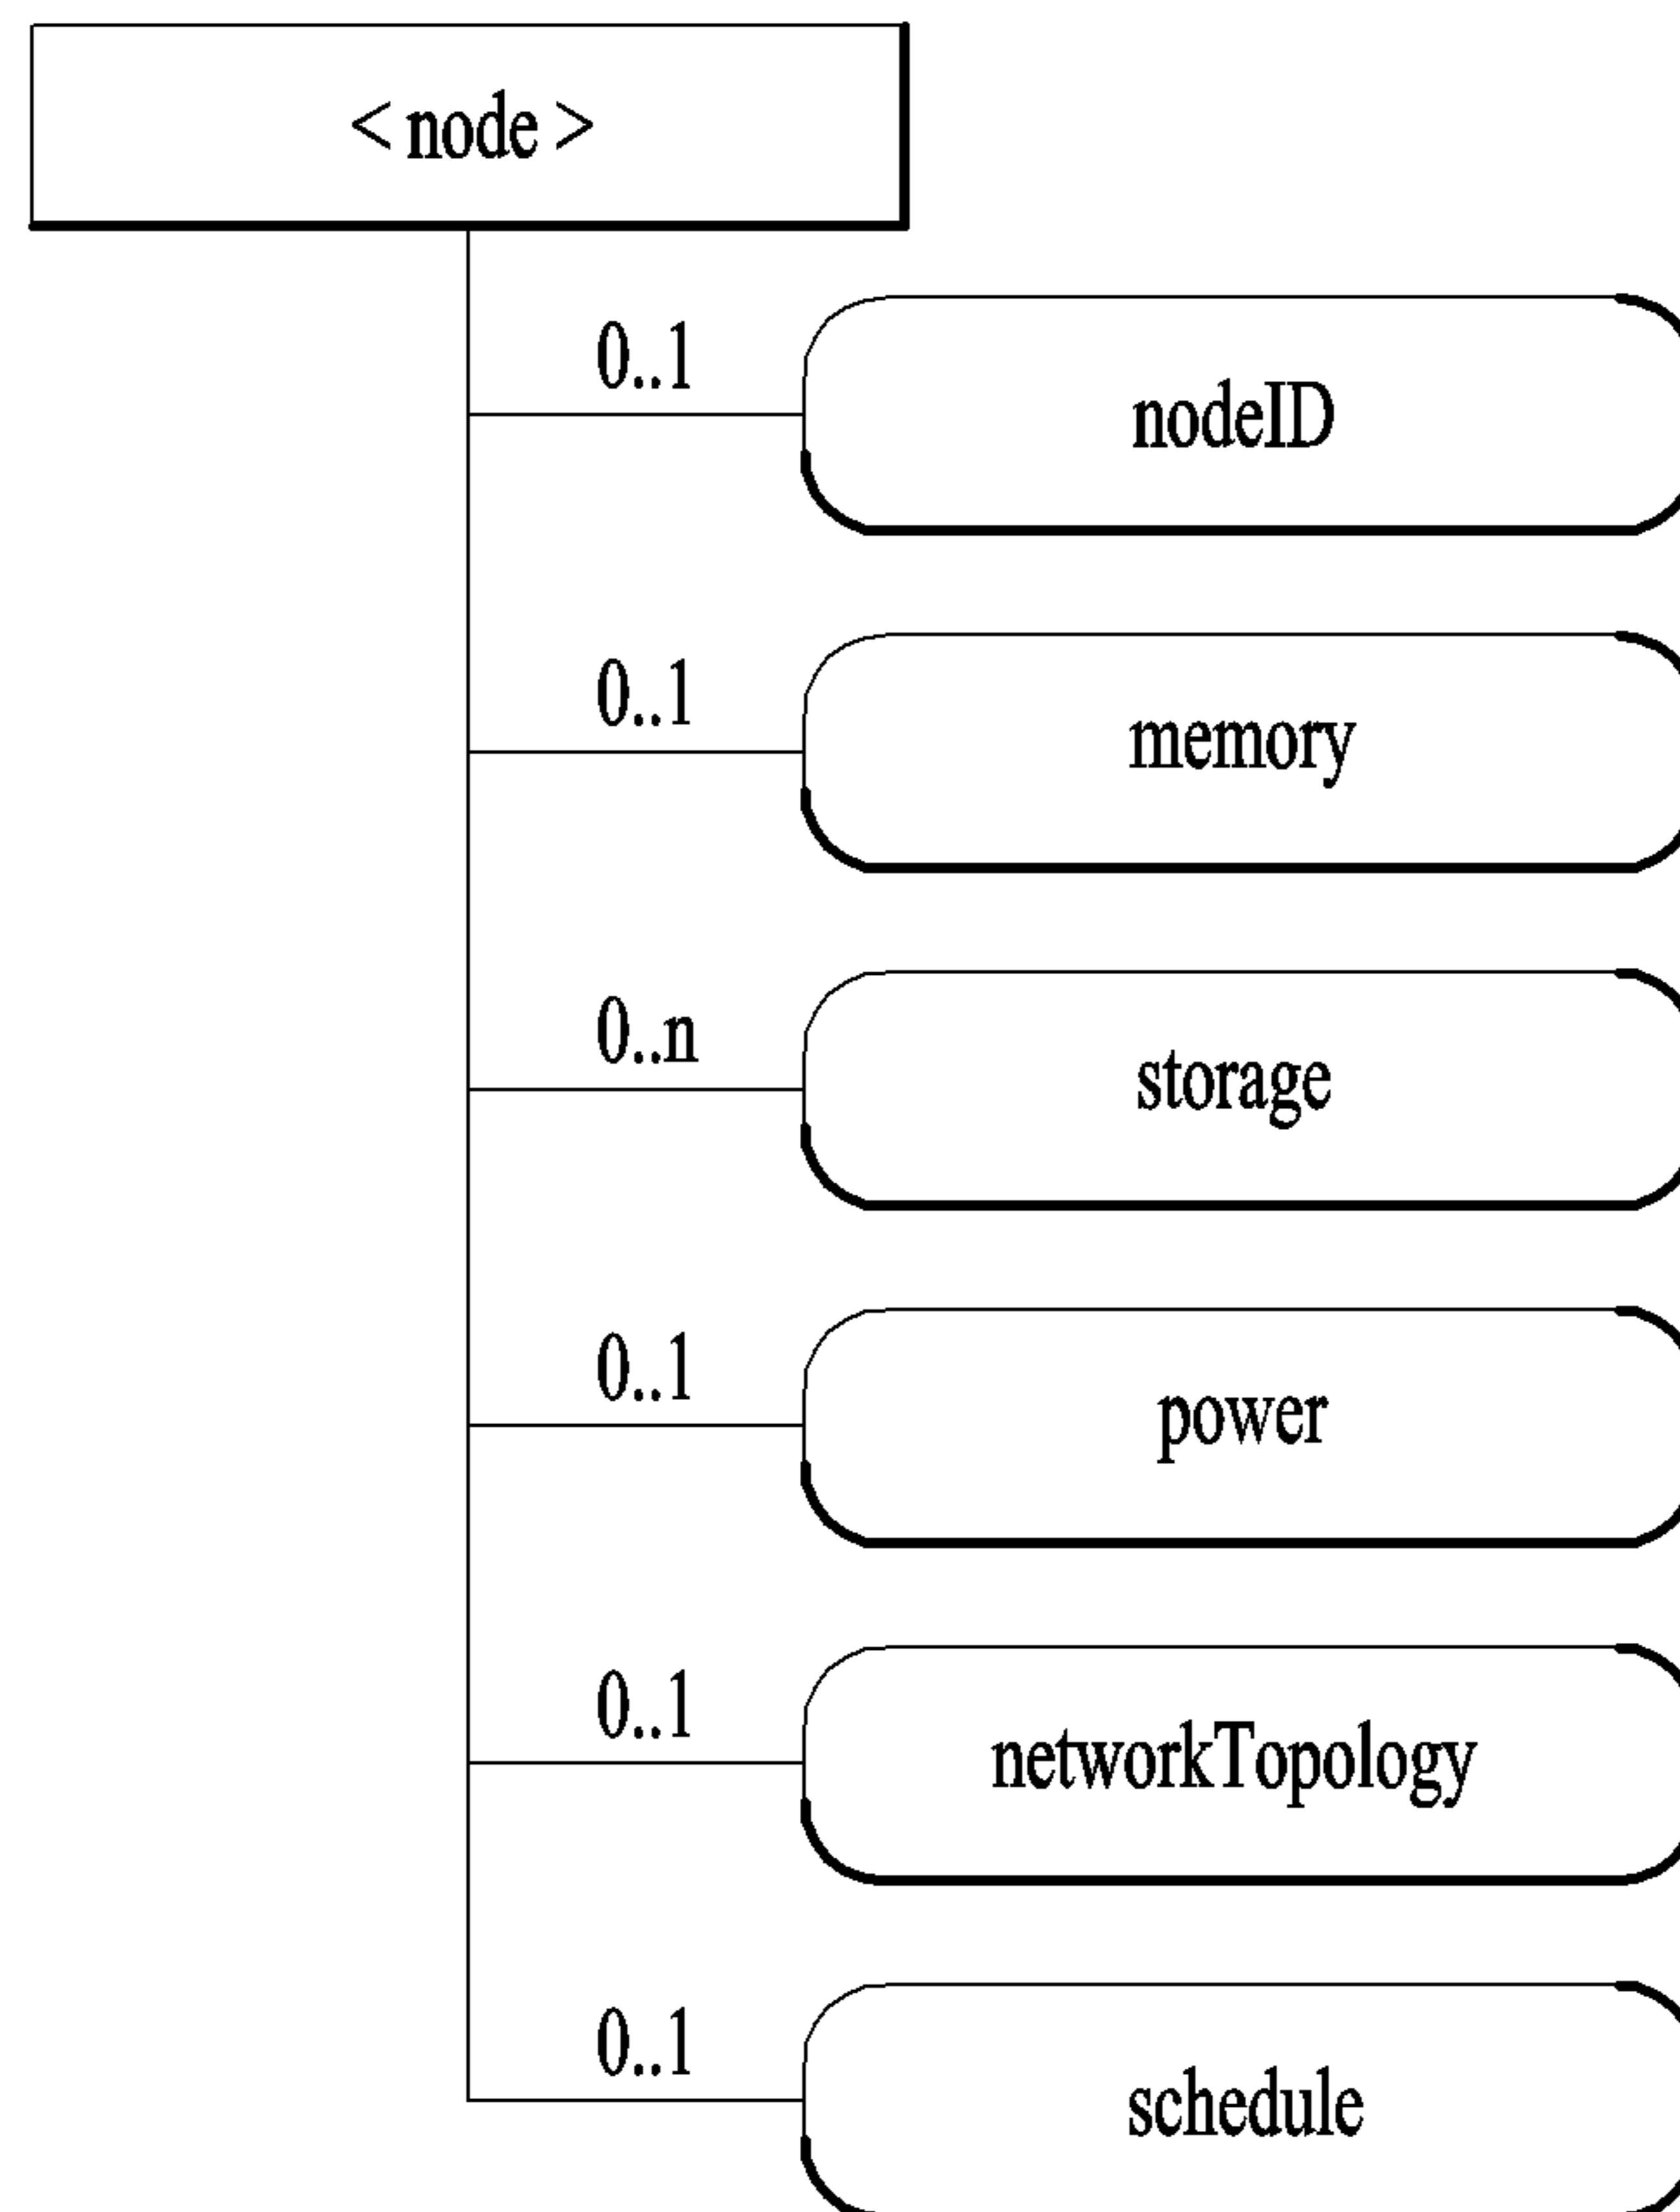 < node >
0..1
nodeID
0..1
memory
0..n
storage
0..1
power
0..1
networkTopology
0..1
schedule